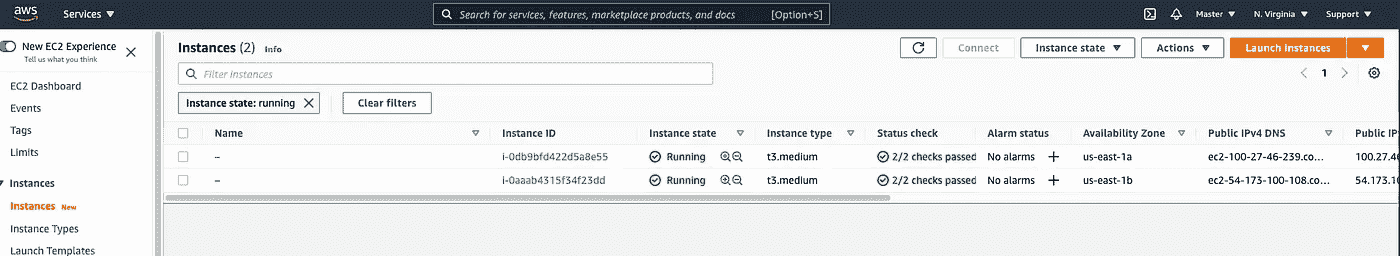 aws Services Search for services, features, marketplace products, and docs [Option+S] Master N. Virginia Support
New EC2 Experience
Tell us what you think
EC2 Dashboard
Events
Tags
Limits
Instances
Instances New
Instance Types
Launch Templates
Instances (2) Info Connect Instance state Actions Launch instances
Filter instances 1
Instance state: running Clear filters
Name Instance ID Instance state Instance type Status check Alarm status Availability Zone Public IPv4 DNS Public IP
– i-0db9bfd422d5a8e55 Running t3.medium 2/2 checks passed No alarms us-east-1a ec2-100-27-46-239.co... 100.27.4
– i-0aaab4315f34f23dd Running t3.medium 2/2 checks passed No alarms us-east-1b ec2-54-173-100-108.co... 54.173.1